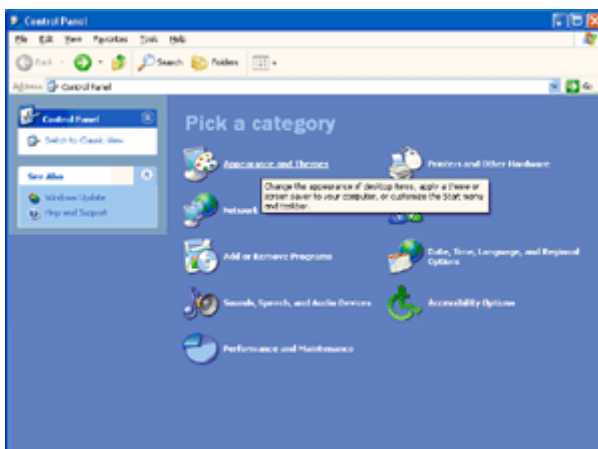 Control Panel
File Edit View Favorites Tools Help
Back Search Folders
Address Control Panel Go
Control Panel
Switch to Classic View
See Also
Windows Update
Help and Support
Pick a category
Appearance and Themes
Printers and Other Hardware
Change the appearance of desktop items, apply a theme or
screen saver to your computer, or customize the Start menu
and taskbar.
Network
Add or Remove Programs
Date, Time, Language, and Regional
Options
Sounds, Speech, and Audio Devices
Accessibility Options
Performance and Maintenance